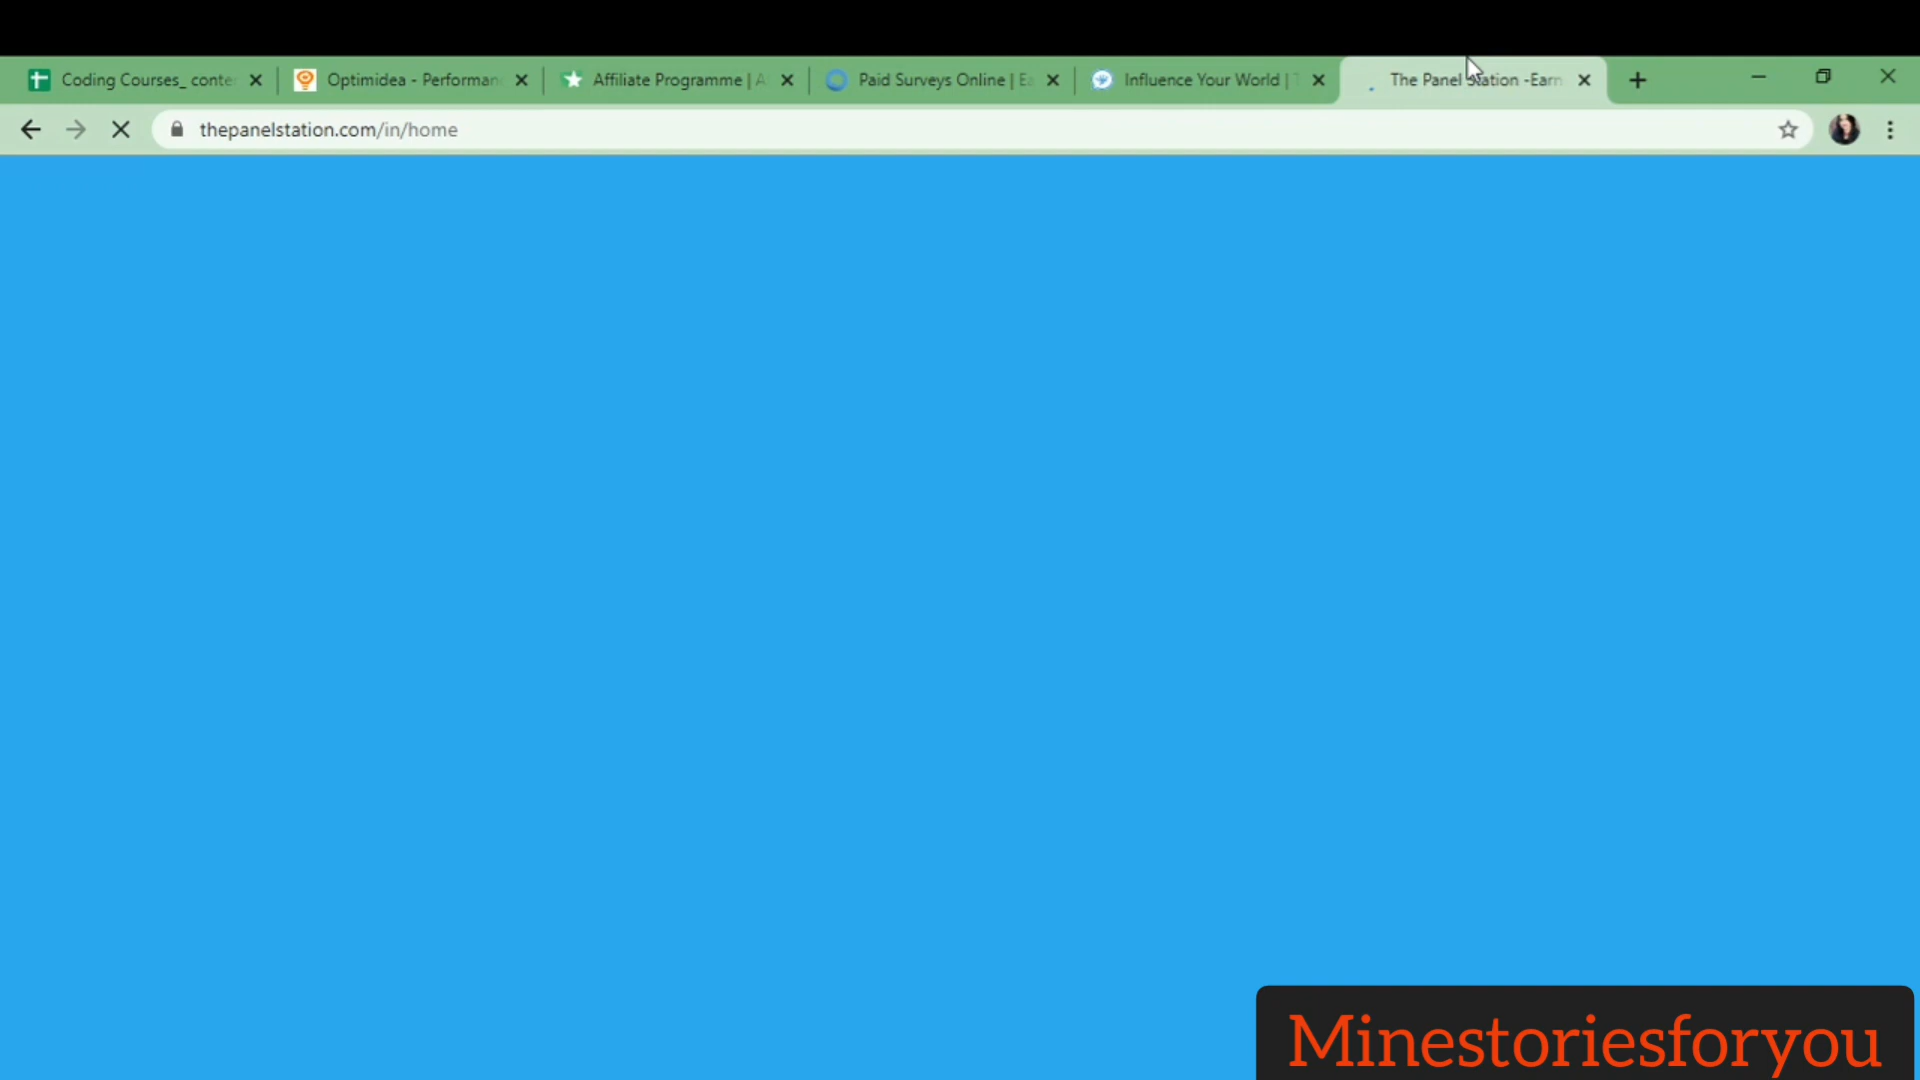 Coding Courses_ conte
Optimidea - Performan
Affiliate Programme | A
Paid Surveys Online | Ea
Influence Your World | T
The Panel Station -Earn
thepanelstation.com/in/home
Minestoriesforyou